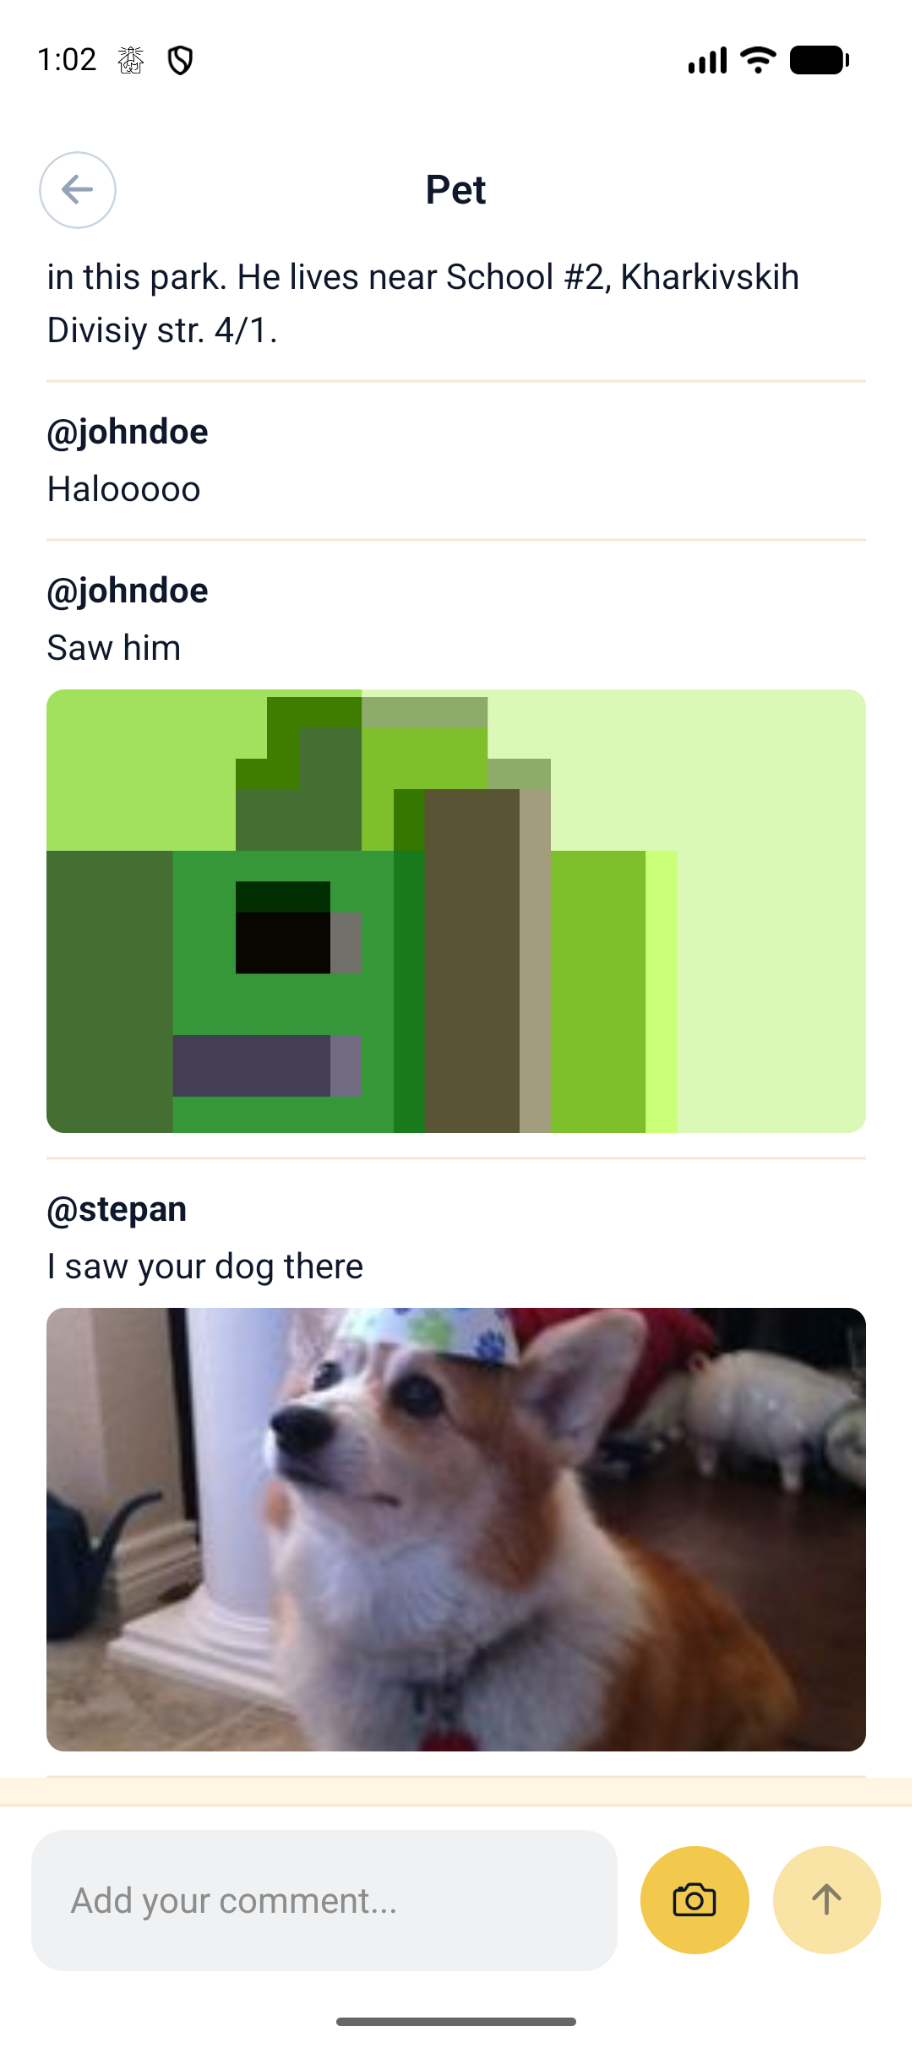 1:02
Pet
in this park. He lives near School #2, Kharkivskih
Divisiy str. 4/1.
@johndoe
Halooooo
@johndoe
Saw him
@stepan
I saw your dog there
Add your comment...